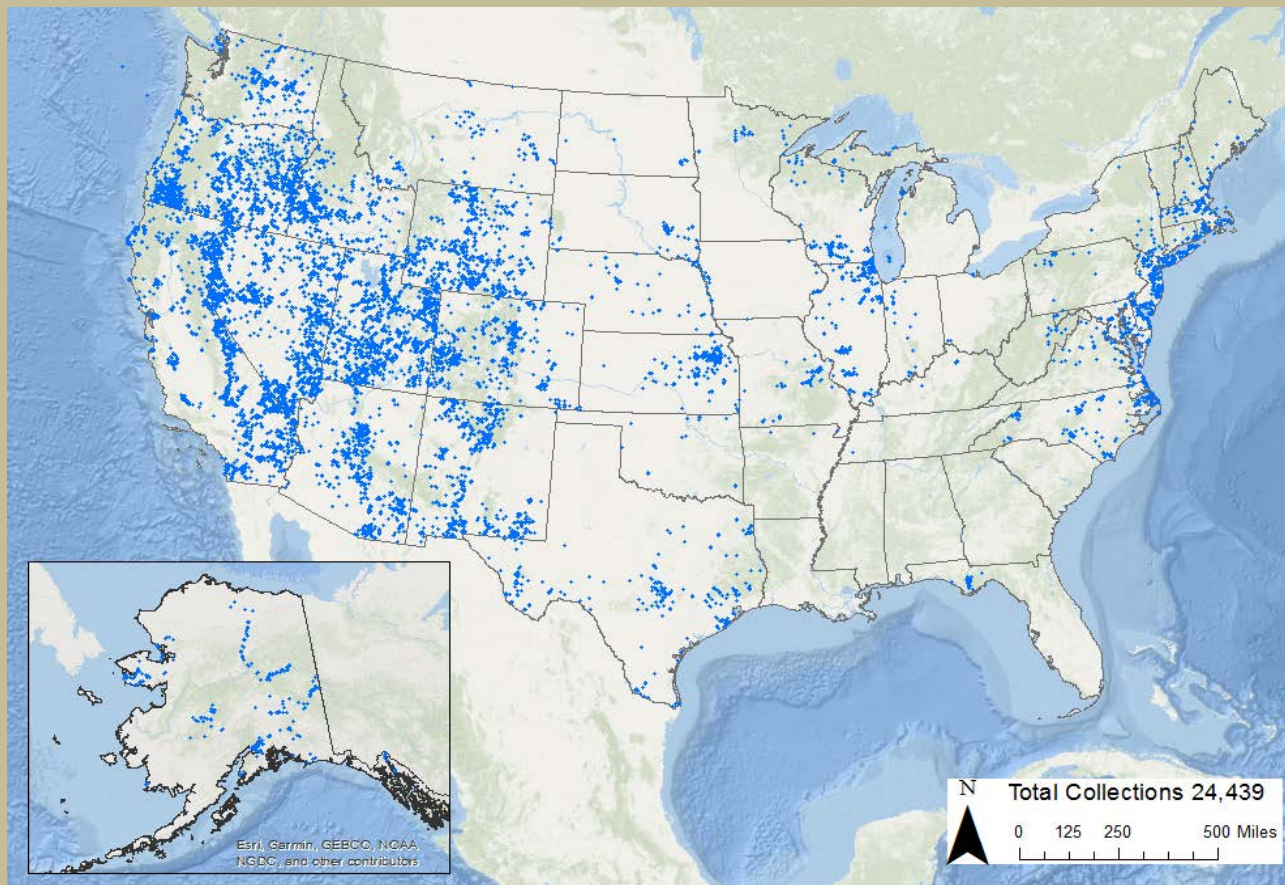 Esri, Garmin, GEBCO, NOAA
NGDC, and other contributors
N
Total Collections 24,439
0 125 250 500 Miles